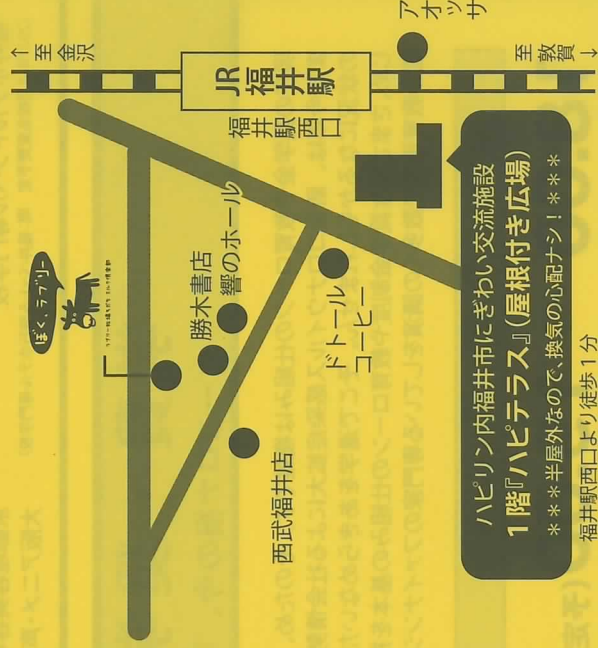 アオッサ
至敦賀→
JR
福井駅
福井駅西口
←至金沢
ハピリン内福井市にぎわい交流施設
1階『ハピテラス』(屋根付き広場)
***半屋外なので、換気の心配ナシ!***
福井駅西口より徒歩1分
ドトール
コーヒー
響のホール
勝木書店
西武福井店
ぼく、ラブリー